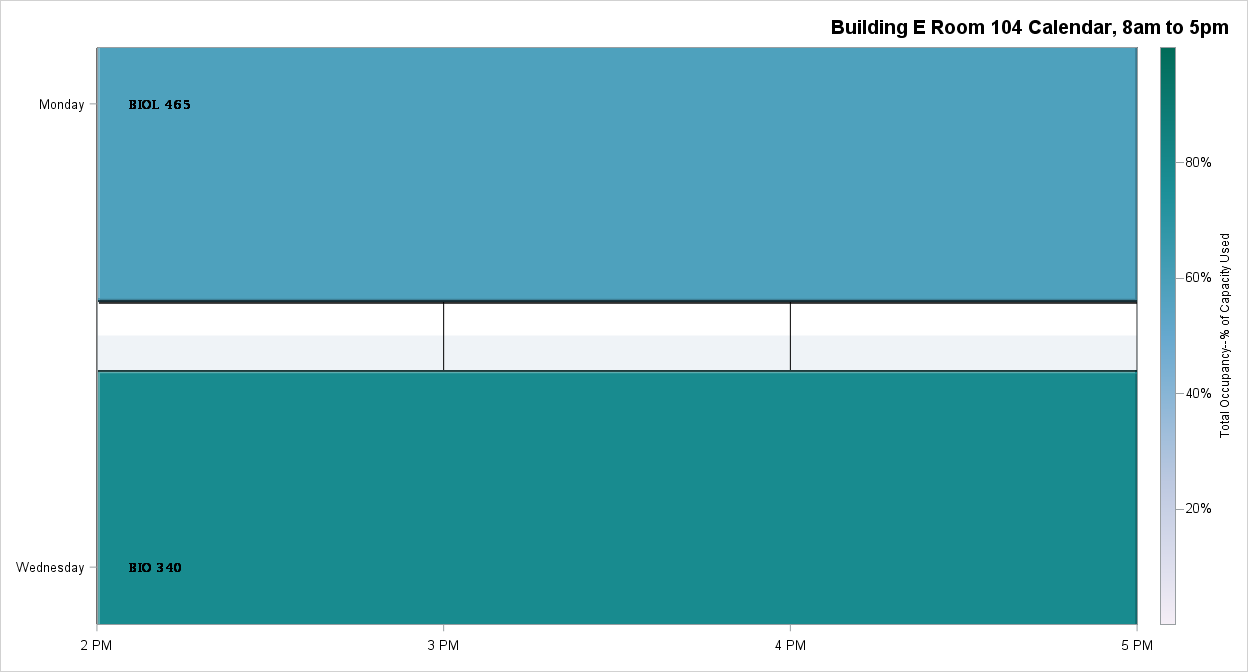 Building E Room 104 Calendar, 8am to 5pm
Monday
BIOL 465
80%
60%
Total Occupancy--% of Capacity Used
40%
20%
Wednesday
BIO 340
2 PM
3 PM
4 PM
5 PM